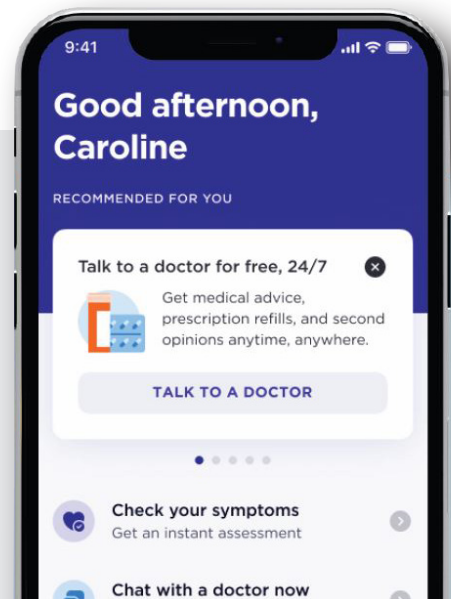 9:41
Good afternoon,
Caroline
RECOMMENDED FOR YOU
Talk to a doctor for free, 24/7
Get medical advice,
prescription refills, and second
opinions anytime, anywhere.
TALK TO A DOCTOR
Check your symptoms
Get an instant assessment
Chat with a doctor now